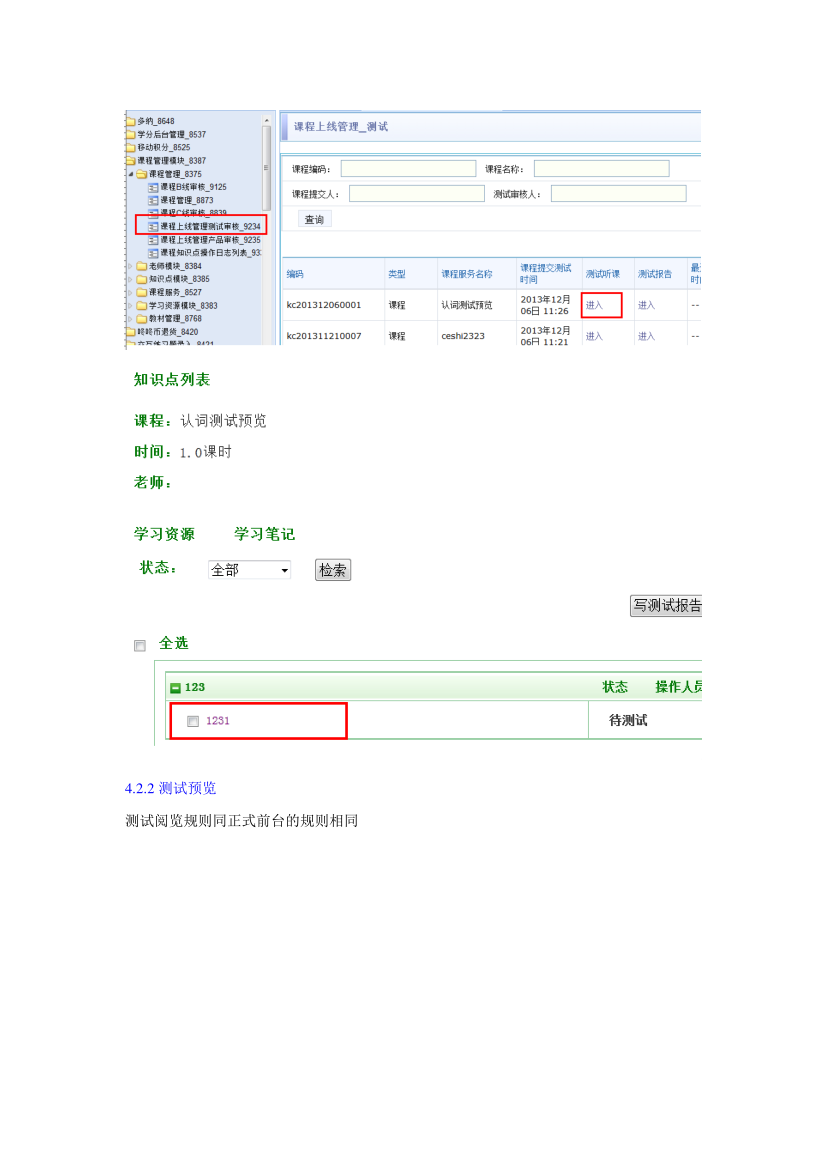 多纳_8648
学分后台管理_8537
移动积分_8525
课程管理模块_8387
课程管理_8375
课程B线审核_9125
课程管理_8873
课程C线审核_8839
课程上线管理测试审核_9234
课程上线管理产品审核_9235
课程知识点操作日志列表_93
老师模块_8384
知识点模块_8385
课程服务_8527
学习资源模块_8383
教材管理_8768
咚咚币退货_8420
课程上线管理_测试
课程编码: 课程名称:
课程提交人: 测试审核人:
查询
编码 类型 课程服务名称 课程提交测试时间 测试听课 测试报告
kc201312060001 课程 认词测试预览 2013年12月06日 11:26 进入 进入 --
kc201311210007 课程 ceshi2323 2013年12月06日 11:21 进入 进入 --
知识点列表
课程: 认词测试预览
时间: 1.0课时
老师:
学习资源 学习笔记
状态: 全部 检索
写测试报告
全选
123 状态 操作人员
1231 待测试
4.2.2 测试预览
测试阅览规则同正式前台的规则相同